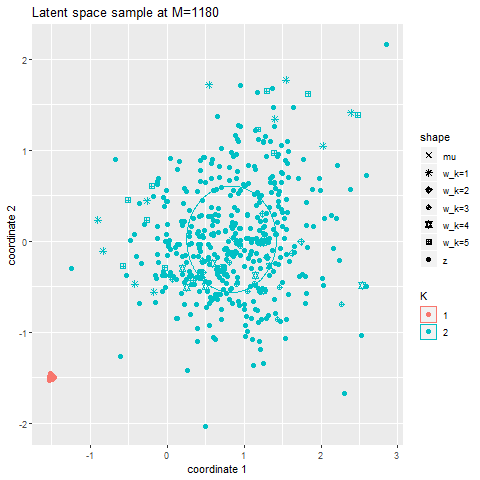 Latent space sample at M=1180
2
1
0
-1
-2
-1
0
1
2
3
coordinate 1
coordinate 2
shape
mu
w_k=1
w_k=2
w_k=3
w_k=4
w_k=5
z
K
1
2